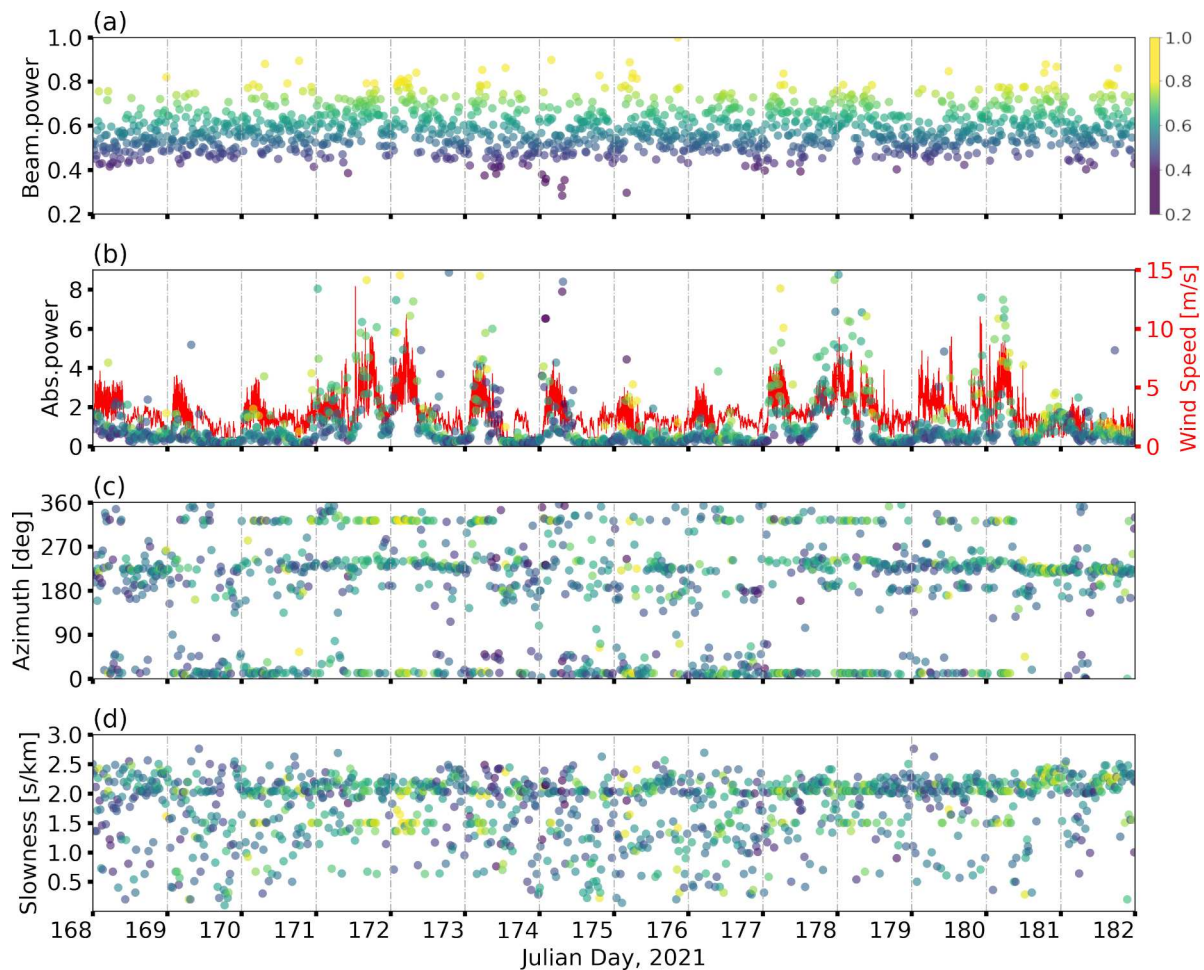 (a)
Beam.power
1.0
0.8
0.6
0.4
0.2
1.0
0.8
0.6
0.4
0.2
(b)
Abs.power
8
6
4
2
0
15
10
5
0
Wind Speed [m/s]
(c)
Azimuth [deg]
360
270
180
90
0
(d)
Slowness [s/km]
3.0
2.5
2.0
1.5
1.0
0.5
168 169 170 171 172 173 174 175 176 177 178 179 180 181 182
Julian Day, 2021